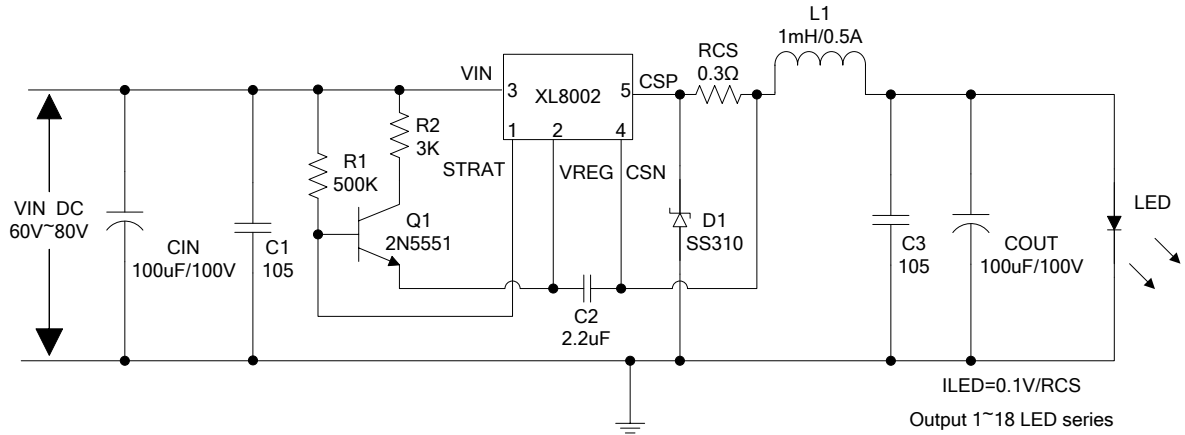 L1
1mH/0.5A
RCS
0.3Ω
VIN
3
XL8002
5
CSP
1
2
4
R2
3K
STRAT
VREG
CSN
R1
500K
VIN DC
60V~80V
Q1
2N5551
D1
SS310
LED
CIN
100uF/100V
C1
105
C3
105
COUT
100uF/100V
C2
2.2uF
ILED=0.1V/RCS
Output 1~18 LED series